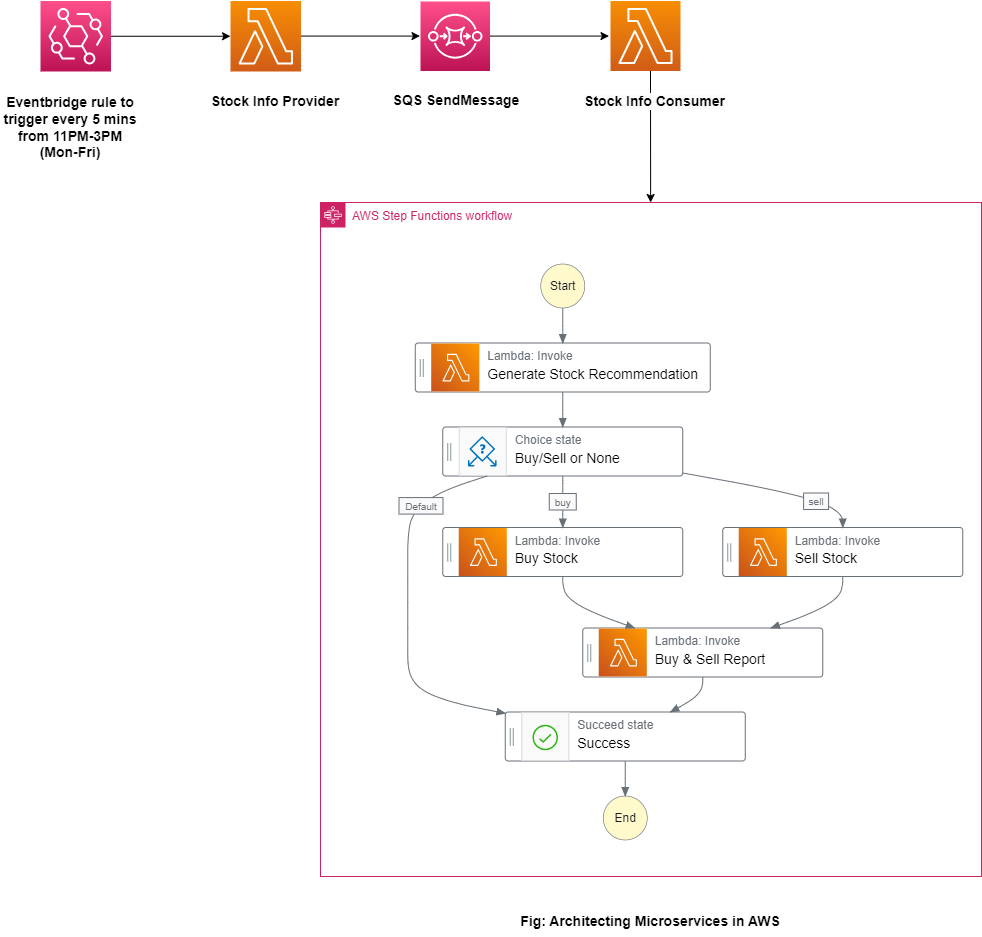 Eventbridge rule to
trigger every 5 mins
from 11PM-3PM
(Mon-Fri)
Stock Info Provider
SQS SendMessage
Stock Info Consumer
AWS Step Functions workflow
Start
Lambda: Invoke
Generate Stock Recommendation
?
Choice state
Buy/Sell or None
Default
buy
sell
Lambda: Invoke
Buy Stock
Lambda: Invoke
Sell Stock
Lambda: Invoke
Buy & Sell Report
Succeed state
Success
End
Fig: Architecting Microservices in AWS